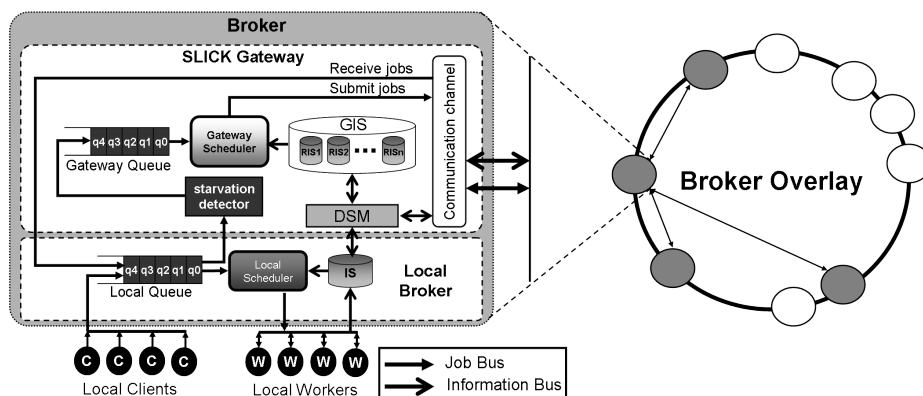 Broker
SLICK Gateway
Receive jobs
Submit jobs
Communication channel
GIS
RIS1 RIS2 RISn
Gateway
Scheduler
q4 q3 q2 q1 q0
Gateway Queue
starvation
detector
DSM
Broker Overlay
q4 q3 q2 q1 q0
Local Queue
Local
Scheduler
IS
Local
Broker
C C C C
Local Clients
W W W W
Local Workers
Job Bus
Information Bus